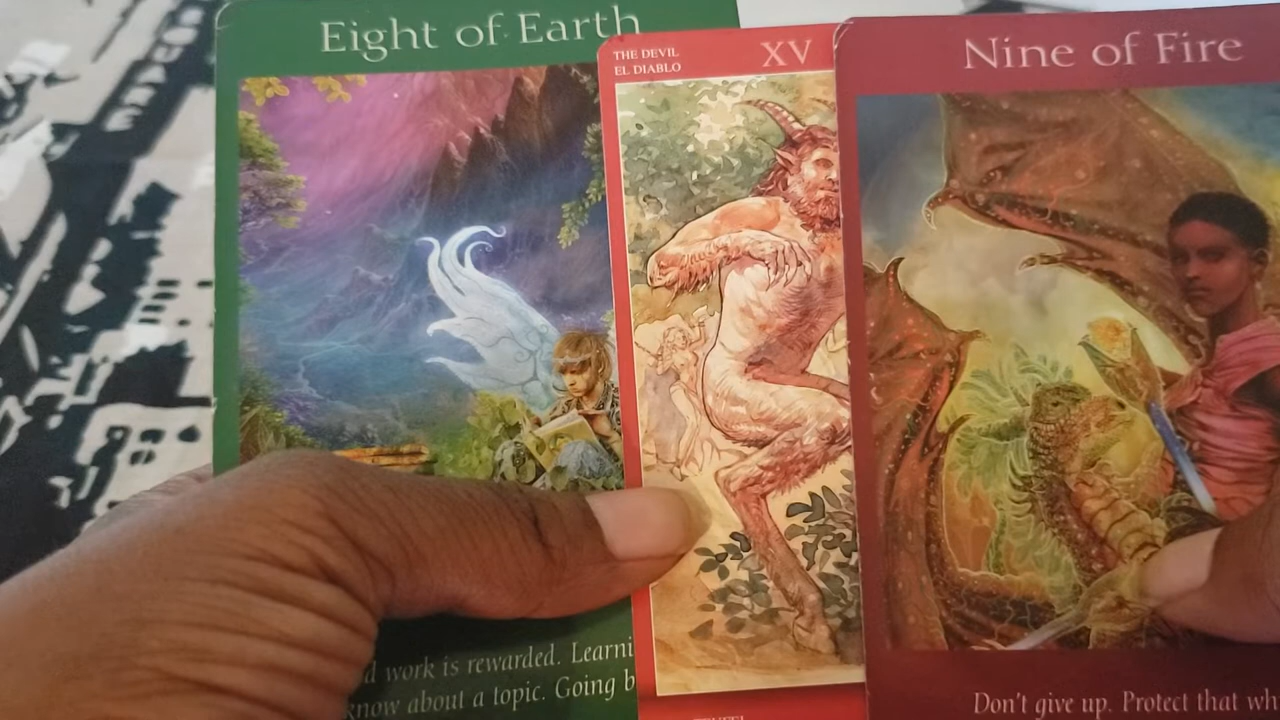 Eight of Earth
THE DEVIL
EL DIABLO
XV
Nine of Fire
work is rewarded. Learni
know about a topic. Going b
Don't give up. Protect that wh